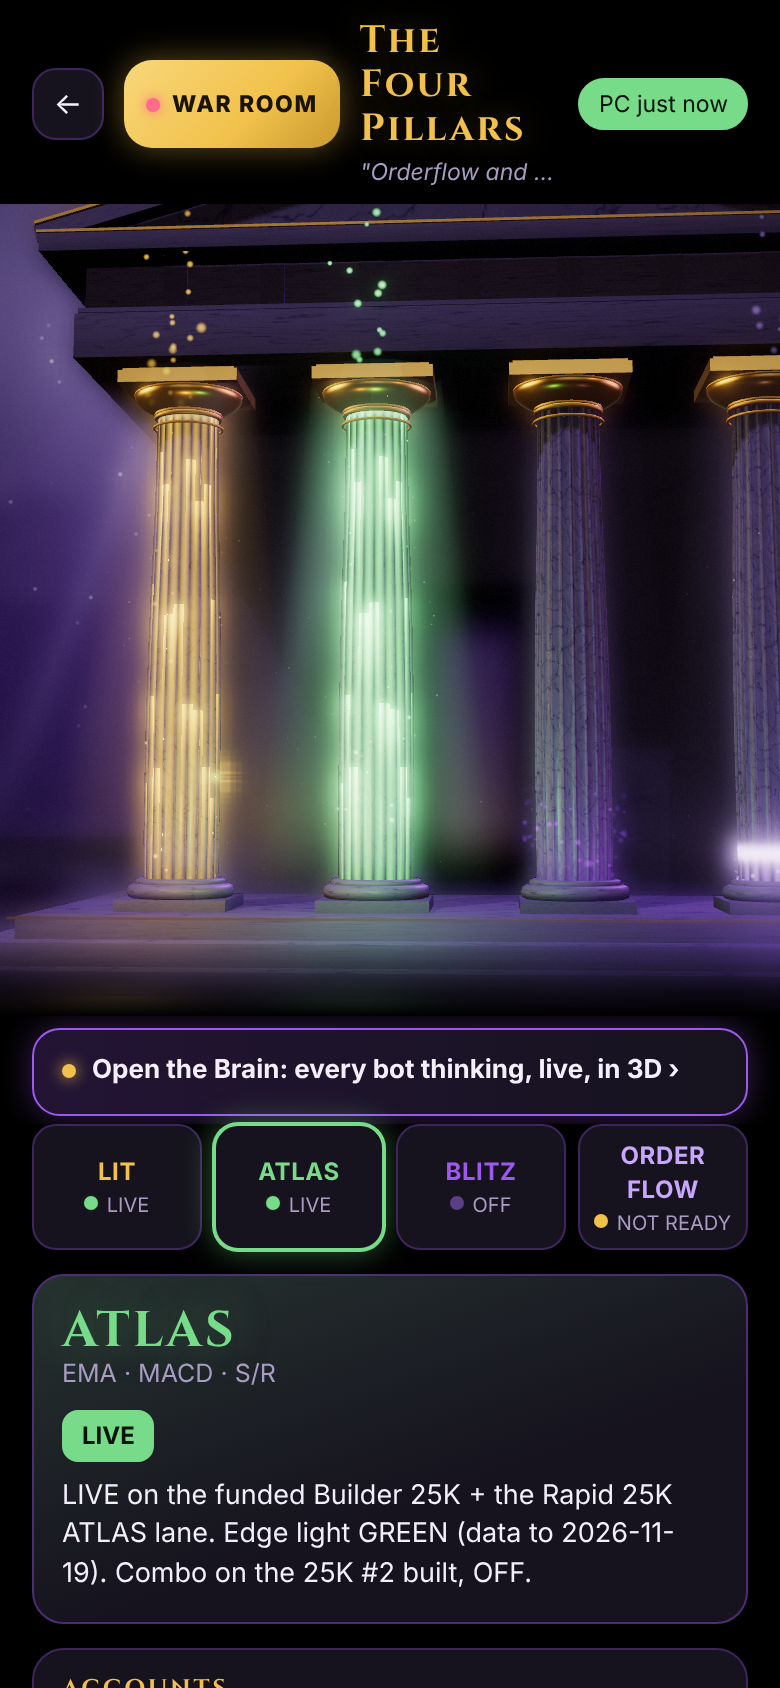 ←
WAR ROOM
THE
FOUR
PILLARS
"Orderflow and ...
PC just now
Open the Brain: every bot thinking, live, in 3D ›
LIT
LIVE
ATLAS
LIVE
BLITZ
OFF
ORDER
FLOW
NOT READY
ATLAS
EMA · MACD · S/R
LIVE
LIVE on the funded Builder 25K + the Rapid 25K
ATLAS lane. Edge light GREEN (data to 2026-11-
19). Combo on the 25K #2 built, OFF.
ACCOUNTS